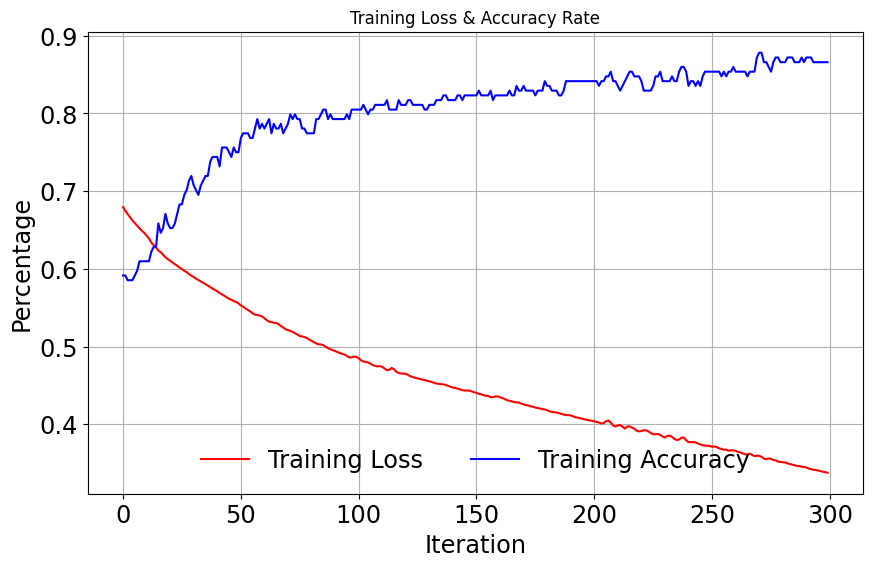 Training Loss & Accuracy Rate
0.9
0.8
0.7
0.6
0.5
0.4
Percentage
Training Loss
Training Accuracy
0
50
100
150
200
250
300
Iteration